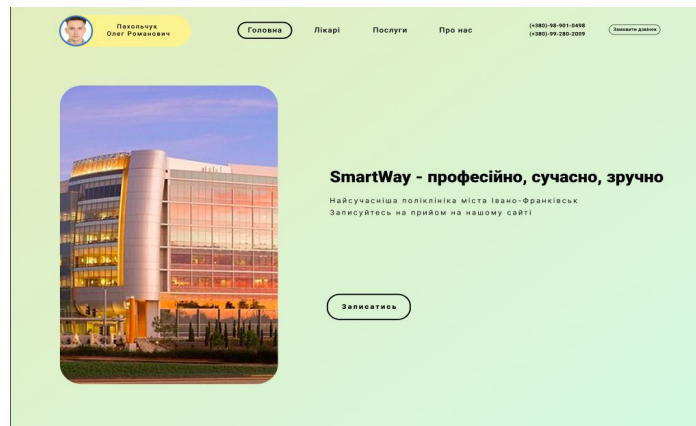 Пахольчук
Олег Романович
Головна
Лікарі
Послуги
Про нас
(+380)-98-901-0498
(+380)-99-280-2009
Замовити дзвінок
SmartWay - професійно, сучасно, зручно
Найсучасніша поліклініка міста Івано-Франківськ
Записуйтесь на прийом на нашому сайті
Записатись